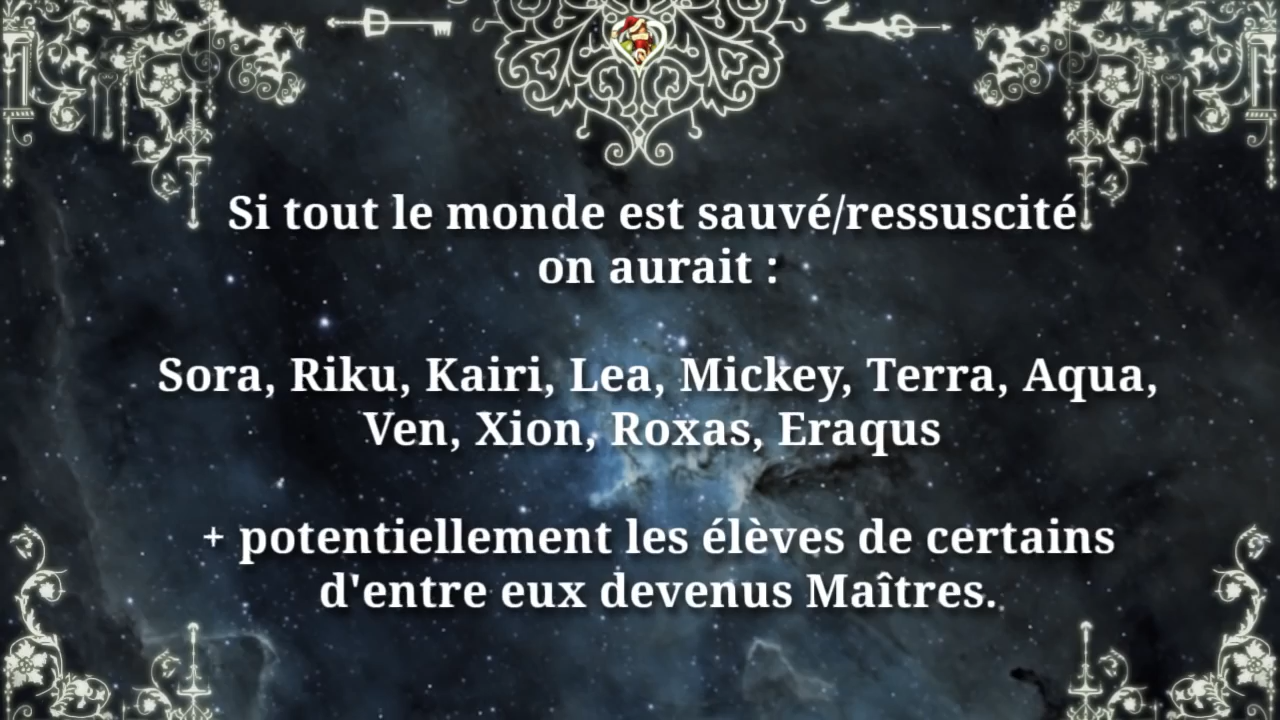 Si tout le monde est sauvé/ressuscité
on aurait :
Sora, Riku, Kairi, Lea, Mickey, Terra, Aqua,
Ven, Xion, Roxas, Eraqus
+ potentiellement les élèves de certains
d'entre eux devenus Maîtres.